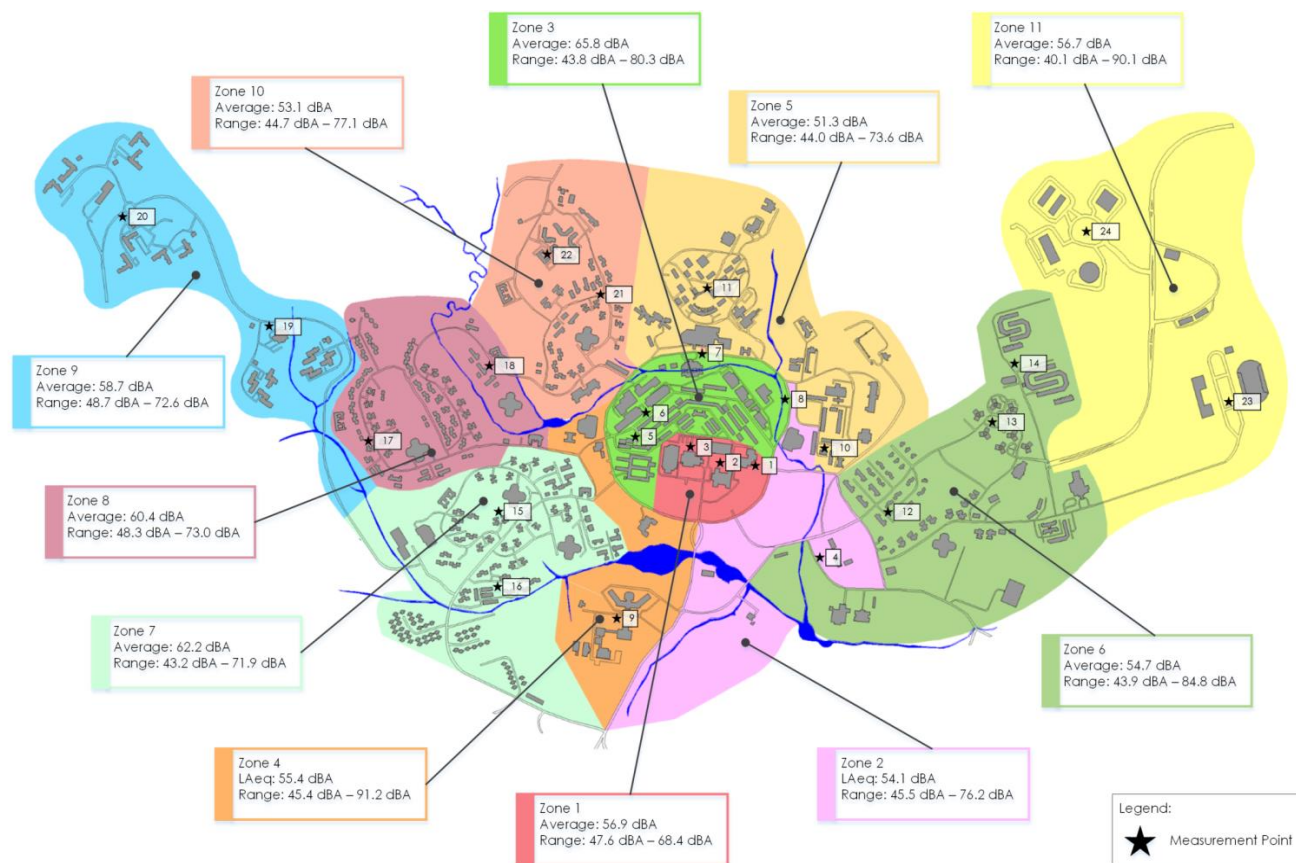 Zone 3
Average: 65.8 dBA
Range: 43.8 dBA – 80.3 dBA
Zone 11
Average: 56.7 dBA
Range: 40.1 dBA – 90.1 dBA
Zone 10
Average: 53.1 dBA
Range: 44.7 dBA – 77.1 dBA
Zone 5
Average: 51.3 dBA
Range: 44.0 dBA – 73.6 dBA
20
24
22
11
21
19
7
14
18
8
23
6
13
5
17
3
10
2
1
Zone 9
Average: 58.7 dBA
Range: 48.7 dBA – 72.6 dBA
15
12
Zone 8
Average: 60.4 dBA
Range: 48.3 dBA – 73.0 dBA
4
16
9
Zone 7
Average: 62.2 dBA
Range: 43.2 dBA – 71.9 dBA
Zone 6
Average: 54.7 dBA
Range: 43.9 dBA – 84.8 dBA
Zone 4
LAeq: 55.4 dBA
Range: 45.4 dBA – 91.2 dBA
Zone 1
Average: 56.9 dBA
Range: 47.6 dBA – 68.4 dBA
Zone 2
LAeq: 54.1 dBA
Range: 45.5 dBA – 76.2 dBA
Legend:
Measurement Point